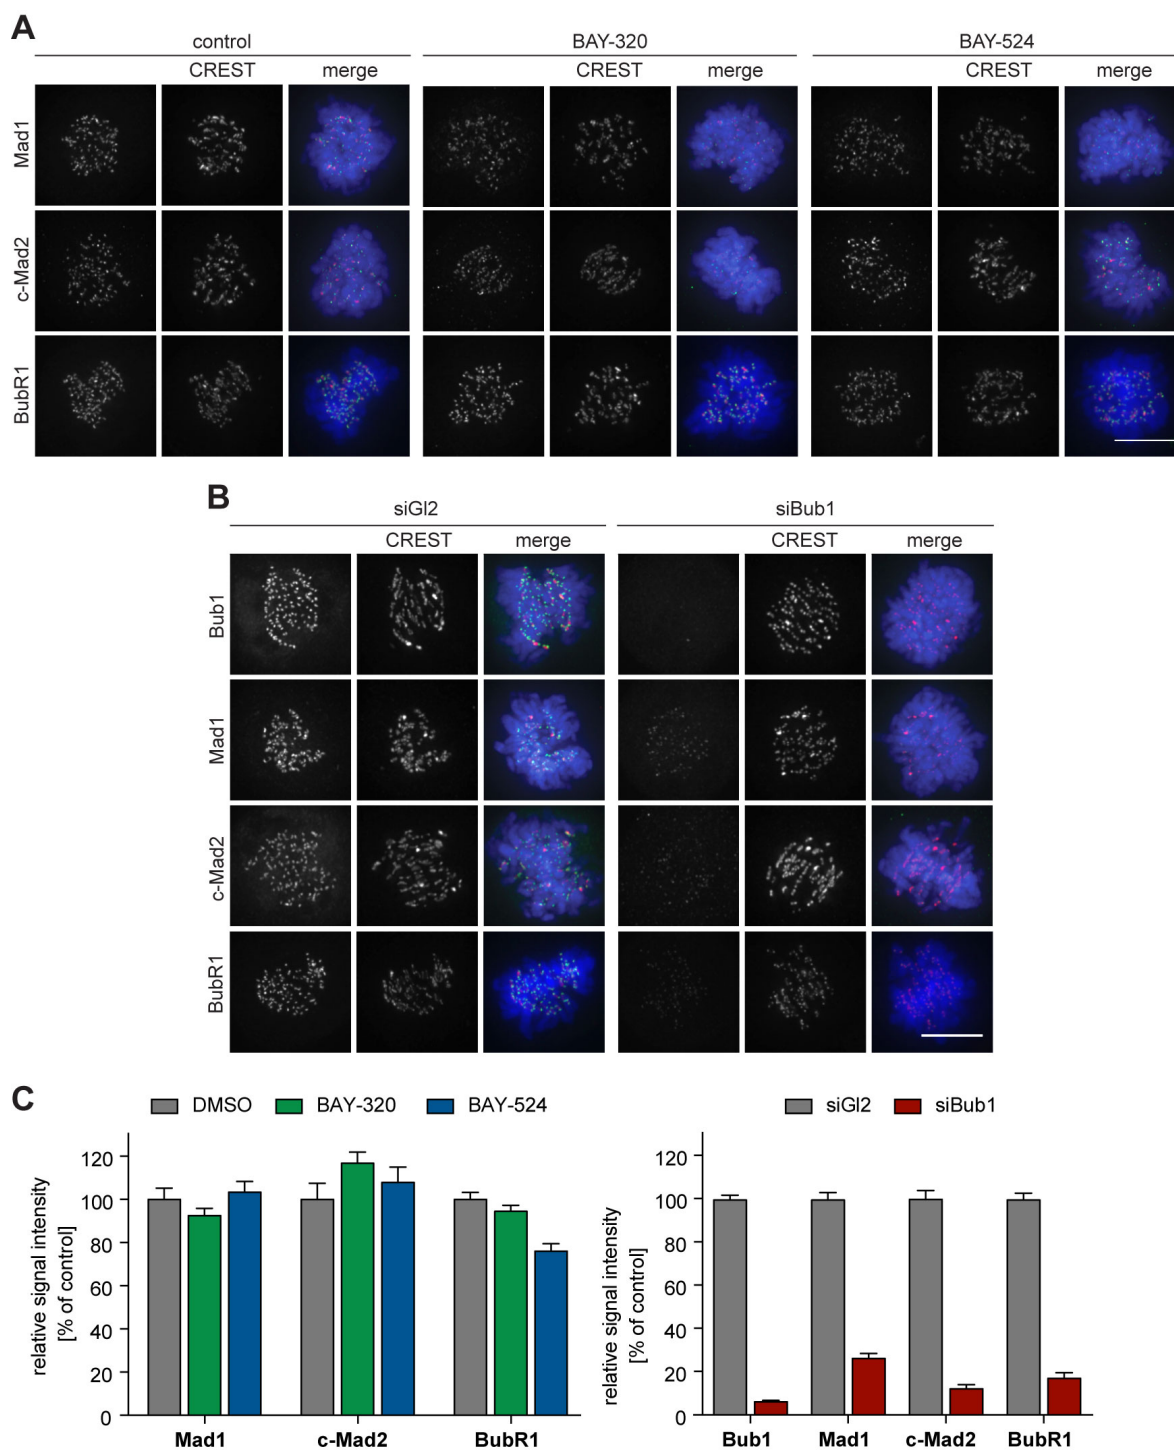 A
control BAY-320 BAY-524
CREST merge CREST merge CREST merge
Mad1
c-Mad2
BubR1
B
siGl2 siBub1
CREST merge CREST merge
Bub1
Mad1
c-Mad2
BubR1
C
DMSO BAY-320 BAY-524
relative signal intensity
[% of control]
120
100
80
60
40
20
0
Mad1 c-Mad2 BubR1
siGl2 siBub1
relative signal intensity
[% of control]
120
100
80
60
40
20
0
Bub1 Mad1 c-Mad2 BubR1